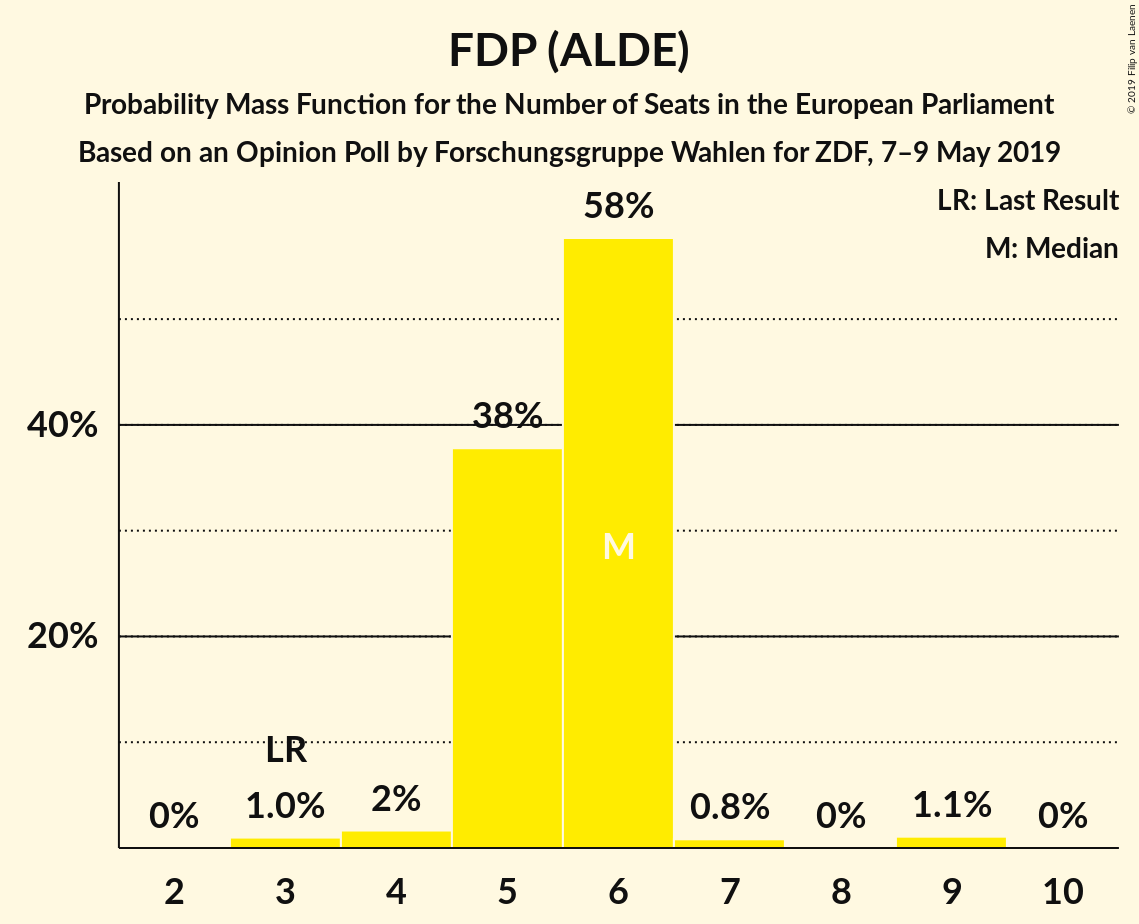 FDP (ALDE)
Probability Mass Function for the Number of Seats in the European Parliament
Based on an Opinion Poll by Forschungsgruppe Wahlen for ZDF, 7–9 May 2019
© 2019 Filip van Laenen
LR: Last Result
M: Median
58%
38%
40%
M
20%
LR
0%
1.0%
2%
0.8%
0%
1.1%
0%
2 3 4 5 6 7 8 9 10